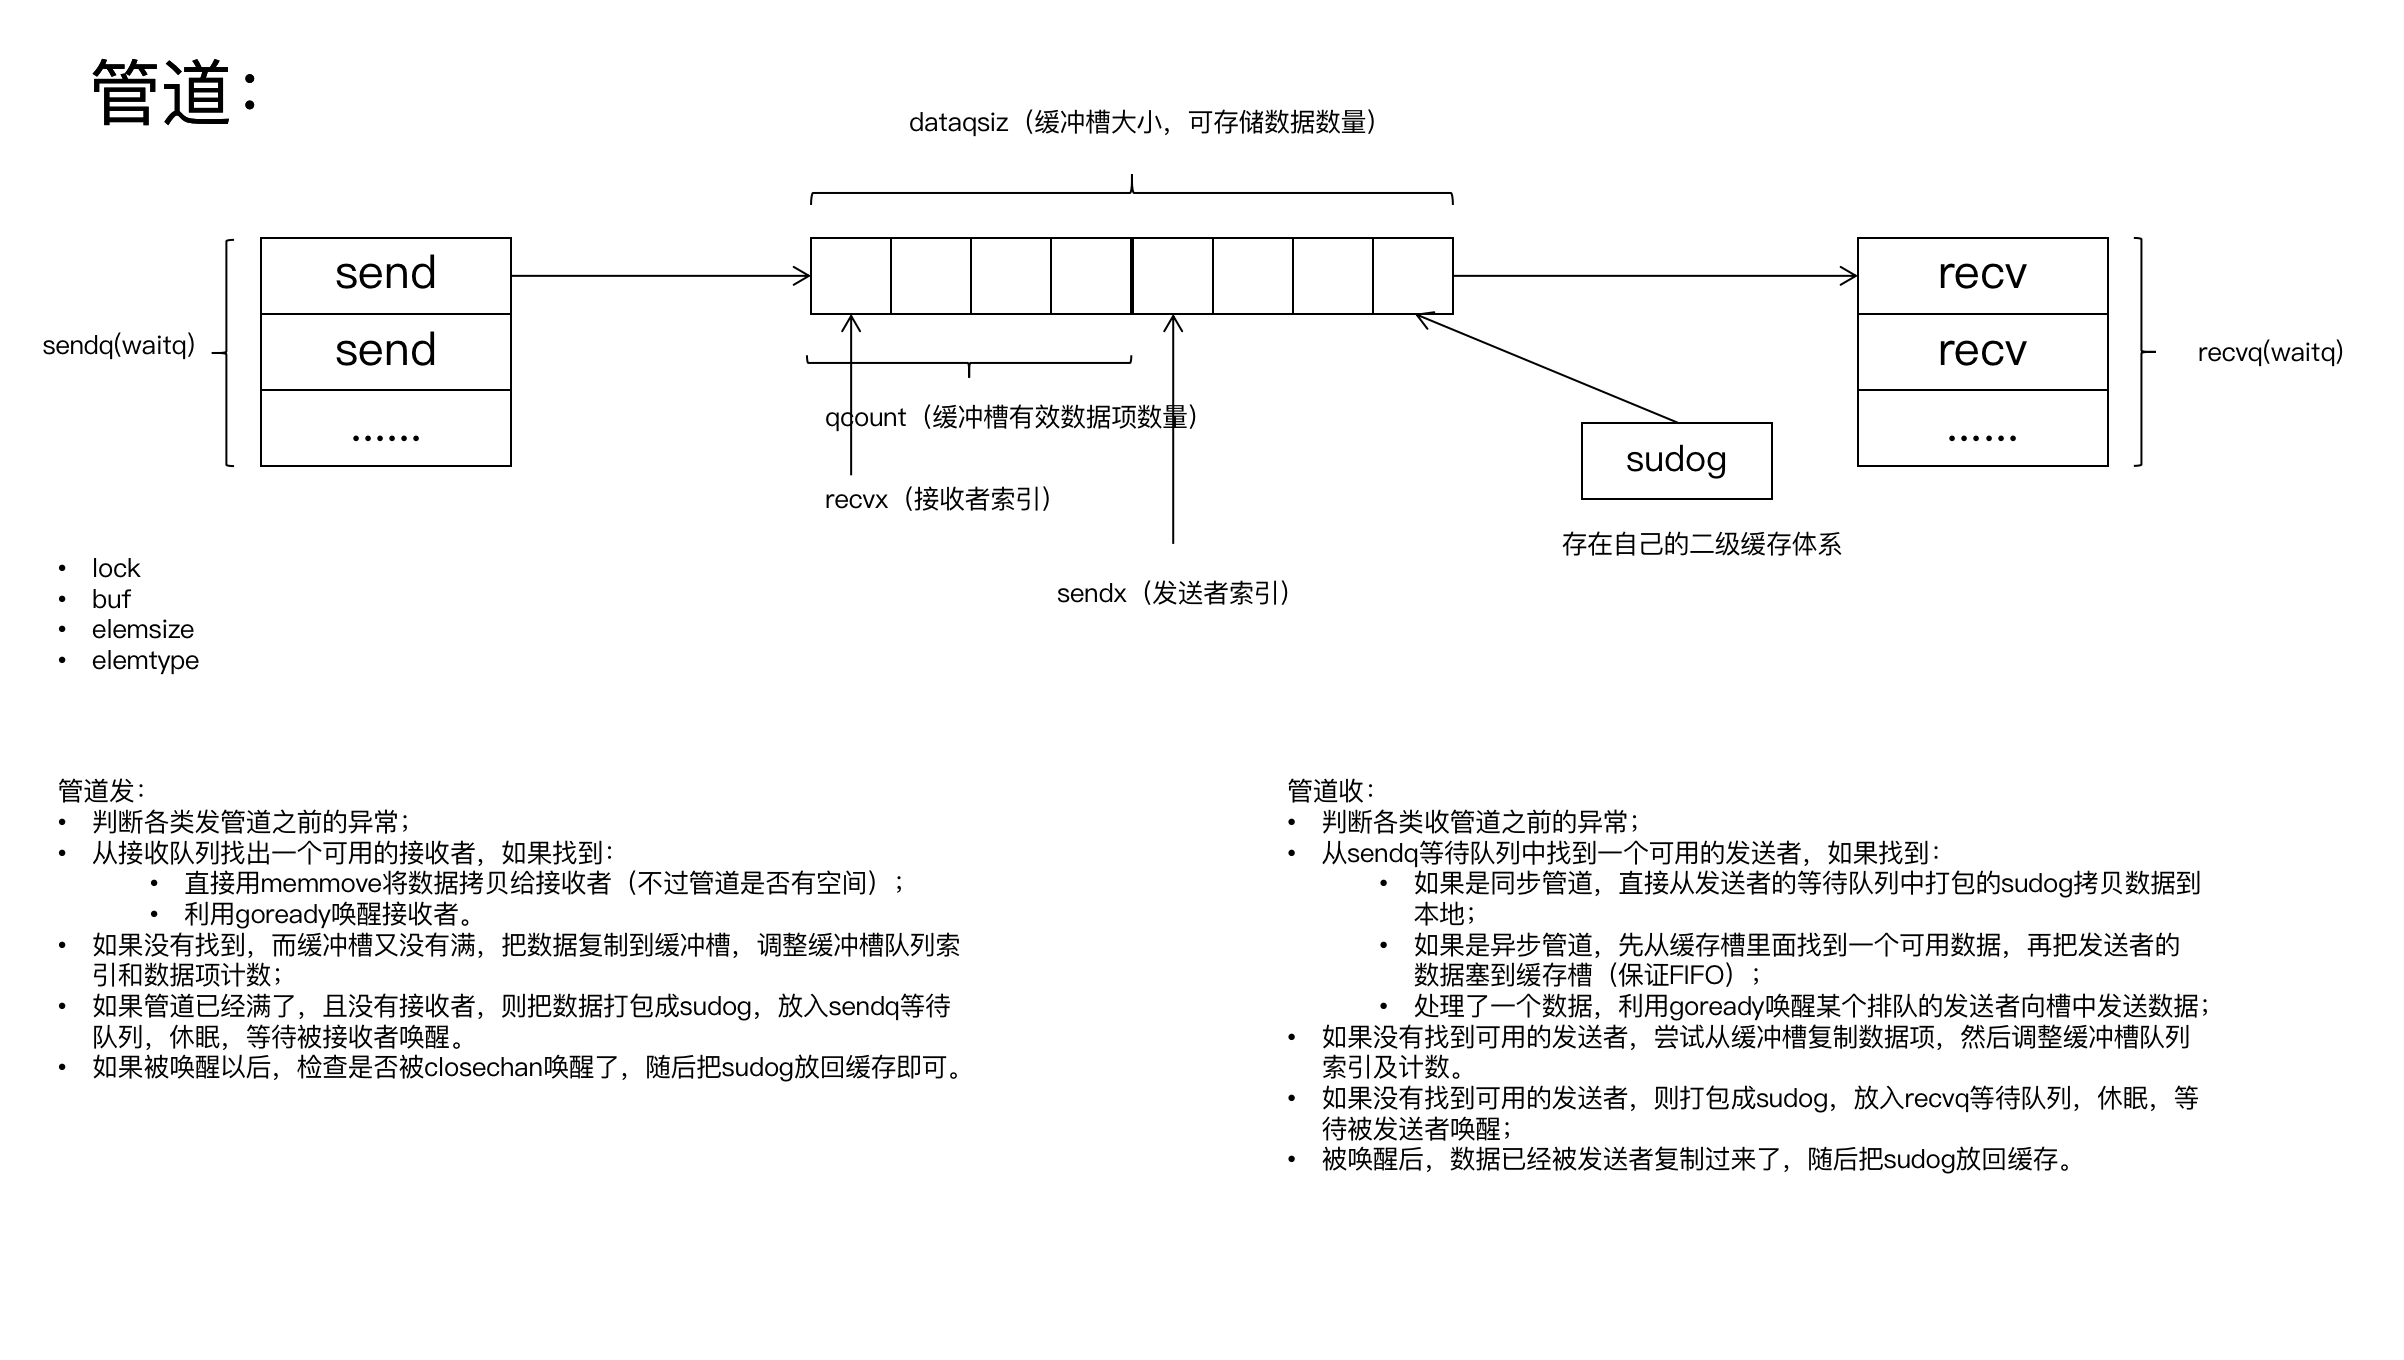 管道：
dataqsiz（缓冲槽大小，可存储数据数量）
send
send
……
sendq(waitq)
recv
recv
……
recvq(waitq)
qcount（缓冲槽有效数据项数量）
recvx（接收者索引）
sendx（发送者索引）
sudog
存在自己的二级缓存体系
• lock
• buf
• elemsize
• elemtype
管道发：
• 判断各类发管道之前的异常；
• 从接收队列找出一个可用的接收者，如果找到：
• 直接用memmove将数据拷贝给接收者（不过管道是否有空间）；
• 利用goready唤醒接收者。
• 如果没有找到，而缓冲槽又没有满，把数据复制到缓冲槽，调整缓冲槽队列索
引和数据项计数；
• 如果管道已经满了，且没有接收者，则把数据打包成sudog，放入sendq等待
队列，休眠，等待被接收者唤醒。
• 如果被唤醒以后，检查是否被closechan唤醒了，随后把sudog放回缓存即可。
管道收：
• 判断各类收管道之前的异常；
• 从sendq等待队列中找到一个可用的发送者，如果找到：
• 如果是同步管道，直接从发送者的等待队列中打包的sudog拷贝数据到
本地；
• 如果是异步管道，先从缓存槽里面找到一个可用数据，再把发送者的
数据塞到缓存槽（保证FIFO）；
• 处理了一个数据，利用goready唤醒某个排队的发送者向槽中发送数据；
• 如果没有找到可用的发送者，尝试从缓冲槽复制数据项，然后调整缓冲槽队列
索引及计数。
• 如果没有找到可用的发送者，则打包成sudog，放入recvq等待队列，休眠，等
待被发送者唤醒；
• 被唤醒后，数据已经被发送者复制过来了，随后把sudog放回缓存。